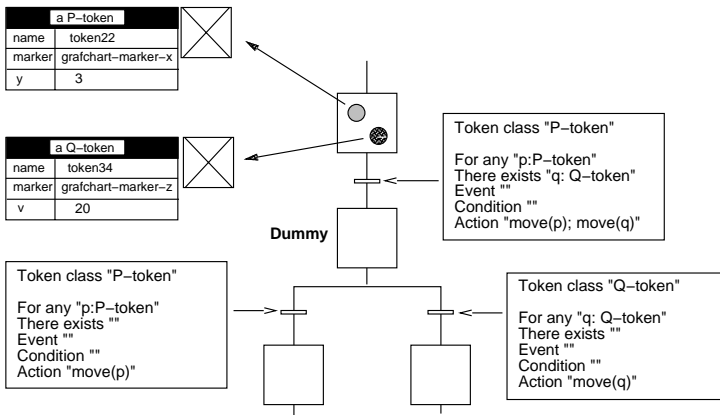 a P−token
name token22
marker grafchart−marker−x
y 3
a Q−token
name token34
marker grafchart−marker−z
v 20
Token class "P−token"
For any "p:P−token"
There exists "q: Q−token"
Event ""
Condition ""
Action "move(p); move(q)"
Dummy
Token class "P−token"
For any "p:P−token"
There exists ""
Event ""
Condition ""
Action "move(p)"
Token class "Q−token"
For any "q: Q−token"
There exists ""
Event ""
Condition ""
Action "move(q)"